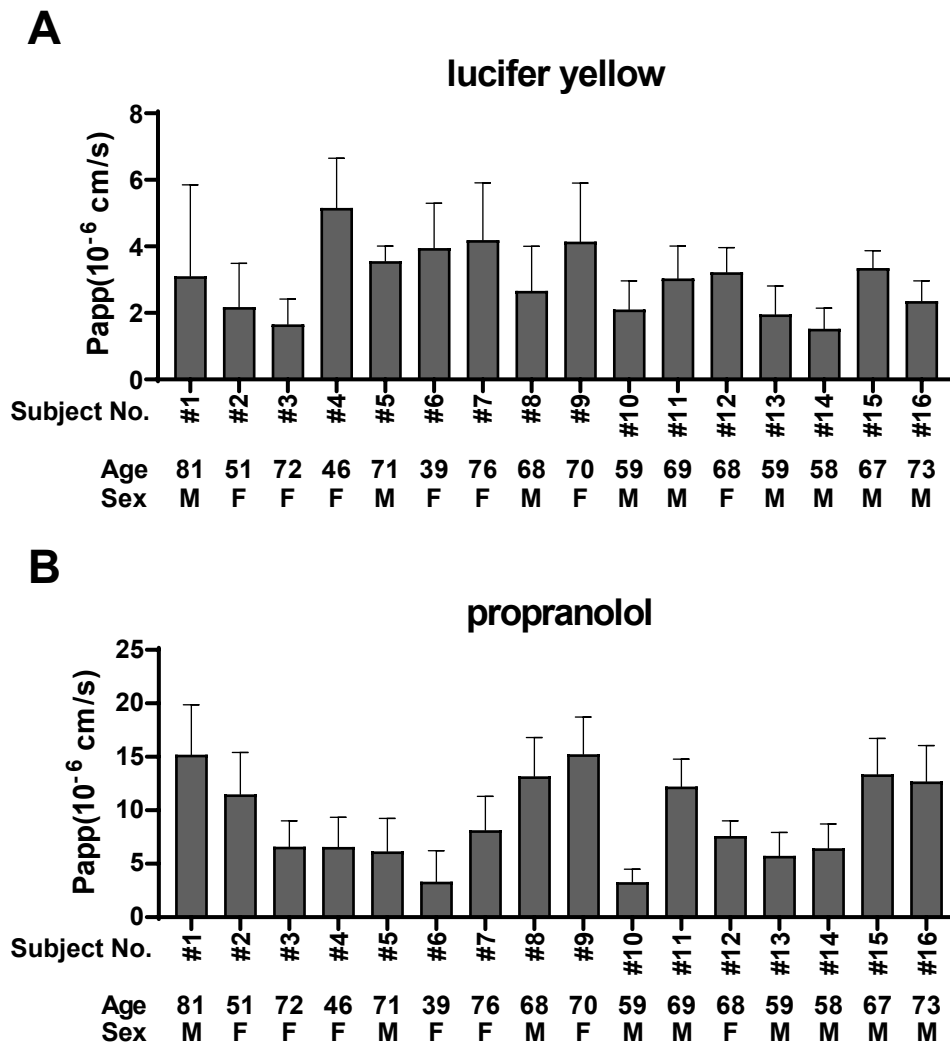 A
lucifer yellow
Papp(10⁻⁶ cm/s)
8
6
4
2
0
Subject No. #1 #2 #3 #4 #5 #6 #7 #8 #9 #10 #11 #12 #13 #14 #15 #16
Age 81 51 72 46 71 39 76 68 70 59 69 68 59 58 67 73
Sex M F F F M F F M F M M F M M M M
B
propranolol
Papp(10⁻⁶ cm/s)
25
20
15
10
5
0
Subject No. #1 #2 #3 #4 #5 #6 #7 #8 #9 #10 #11 #12 #13 #14 #15 #16
Age 81 51 72 46 71 39 76 68 70 59 69 68 59 58 67 73
Sex M F F F M F F M F M M F M M M M